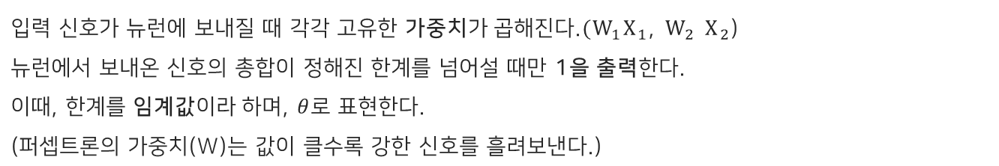 입력 신호가 뉴런에 보내질 때 각각 고유한 가중치가 곱해진다.(W₁X₁, W₂ X₂)
뉴런에서 보내온 신호의 총합이 정해진 한계를 넘어설 때만 1을 출력한다.
이때, 한계를 임계값이라 하며, θ로 표현한다.
(퍼셉트론의 가중치(W)는 값이 클수록 강한 신호를 흘려보낸다.)